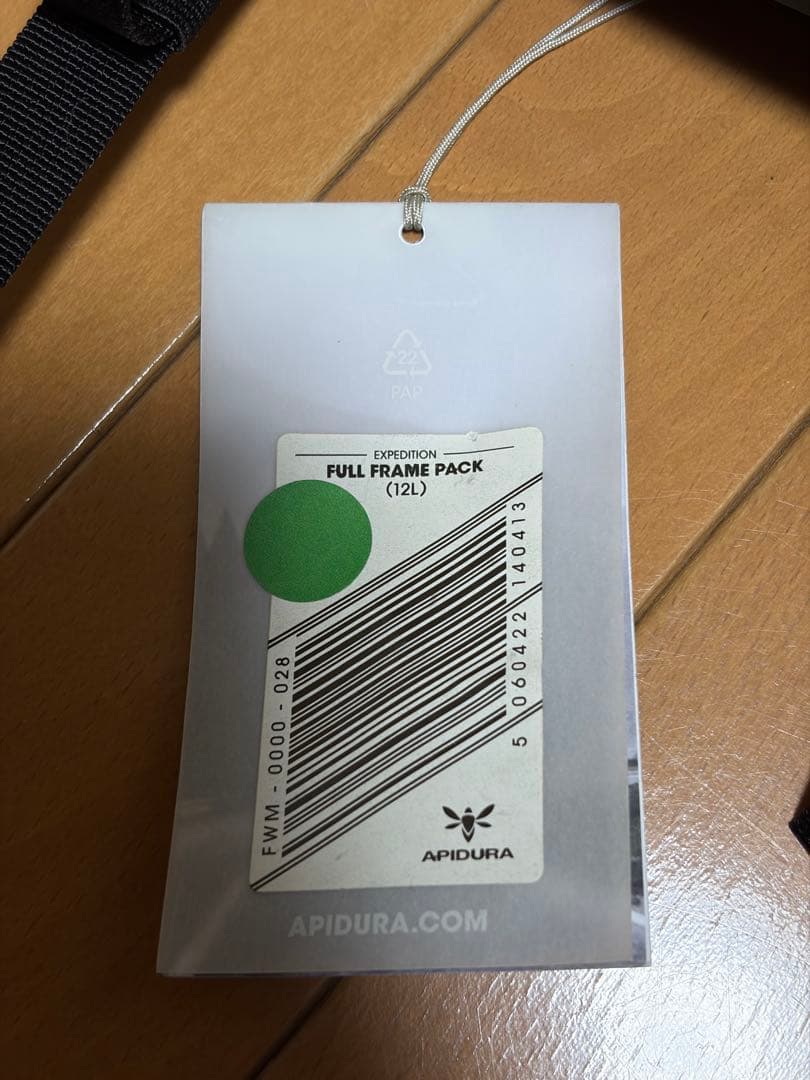 22
PAP
EXPEDITION
FULL FRAME PACK
(12L)
FWM - 0000 - 028
5 060422 140413
APIDURA
APIDURA.COM